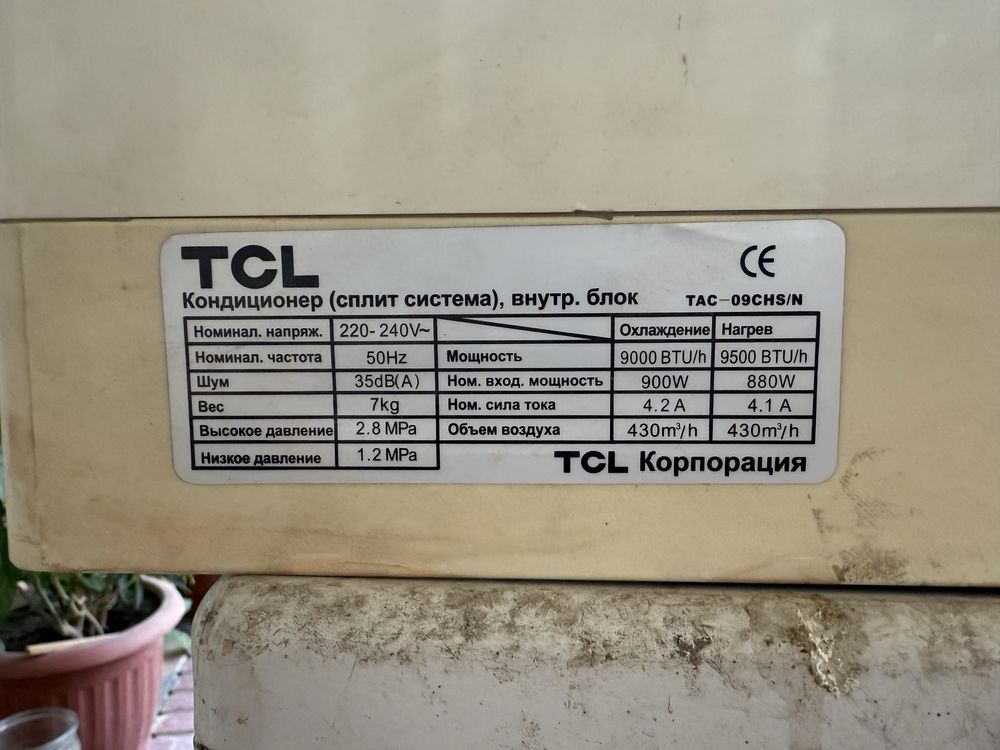 TCL
CE
Кондиционер (сплит система), внутр. блок TAC-09CHS/N
Номинал. напряж. 220-240V~ Охлаждение Нагрев
Номинал. частота 50Hz Мощность 9000 BTU/h 9500 BTU/h
Шум 35dB(A) Ном. вход. мощность 900W 880W
Вес 7kg Ном. сила тока 4.2 A 4.1 A
Высокое давление 2.8 MPa Объем воздуха 430m³/h 430m³/h
Низкое давление 1.2 MPa TCL Корпорация